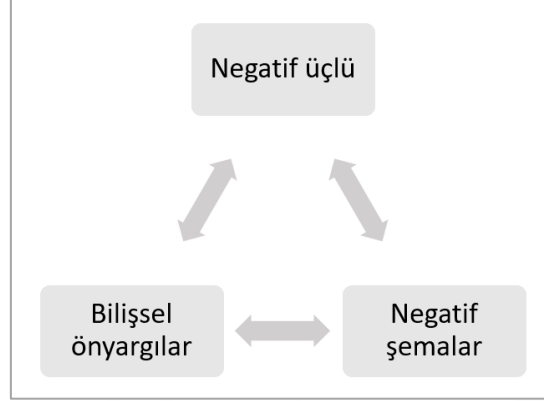 Negatif üçlü
Bilişsel
önyargılar
Negatif
şemalar